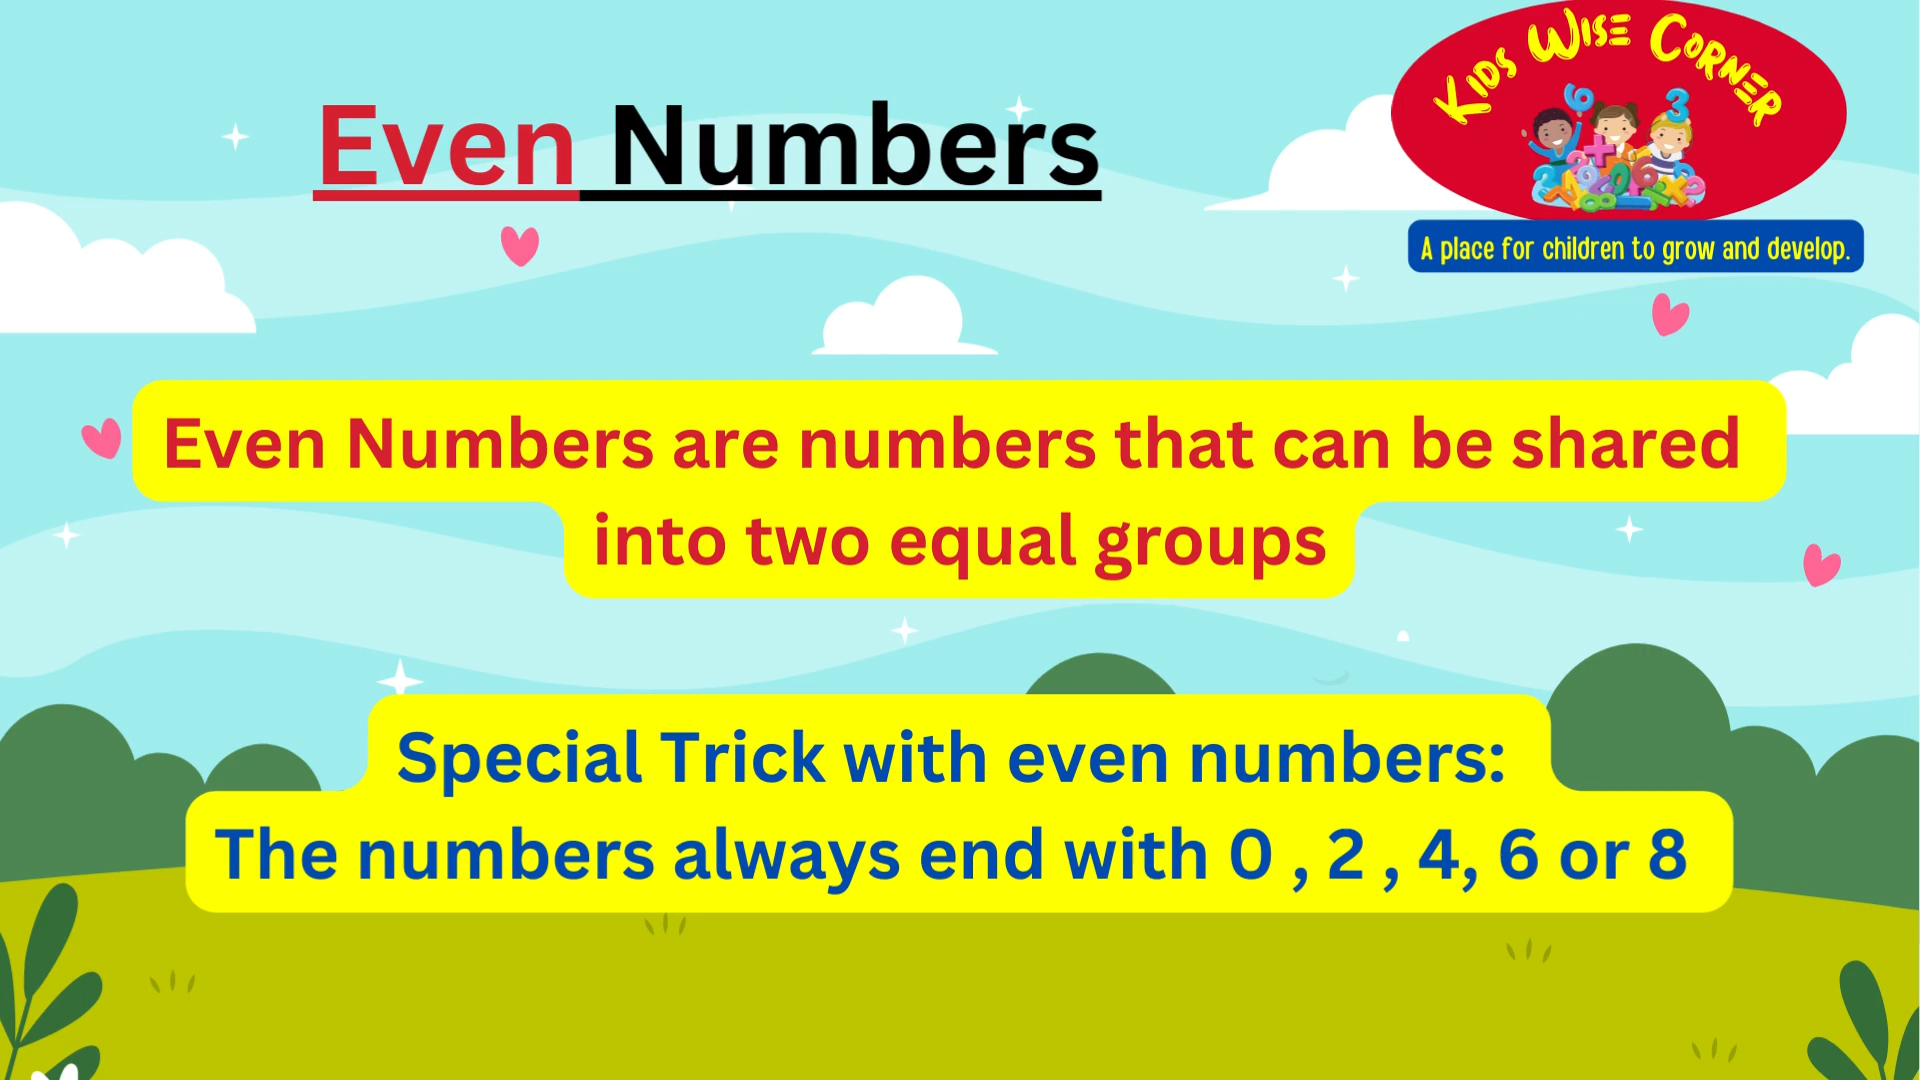 Even Numbers
Kids Wise Corner
A place for children to grow and develop.
Even Numbers are numbers that can be shared
into two equal groups
Special Trick with even numbers:
The numbers always end with 0 , 2 , 4, 6 or 8